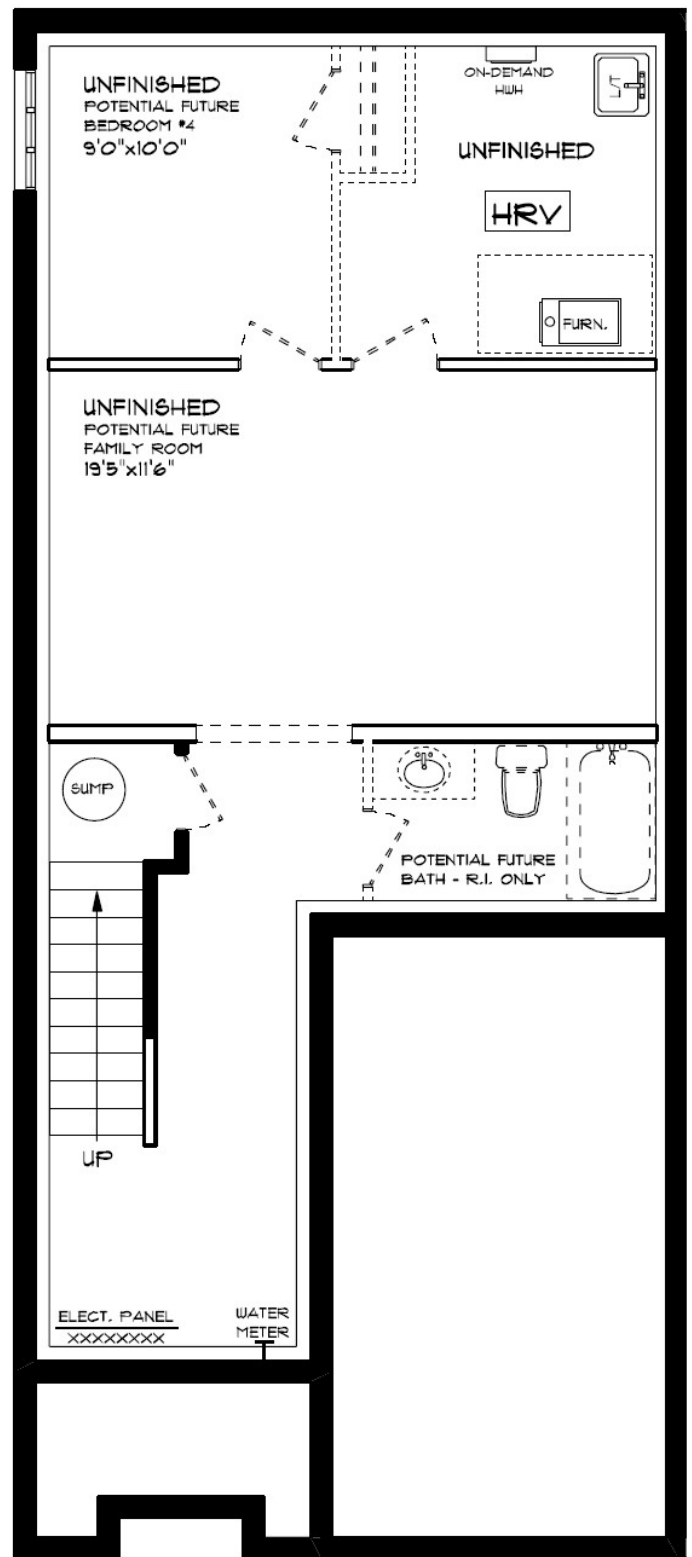 UNFINISHED
POTENTIAL FUTURE
BEDROOM #4
9'0"x10'0"
ON-DEMAND
HWH
L/T
UNFINISHED
HRV
FURN.
UNFINISHED
POTENTIAL FUTURE
FAMILY ROOM
19'5"x11'6"
SUMP
POTENTIAL FUTURE
BATH - R.I. ONLY
UP
ELECT. PANEL
XXXXXXXX
WATER
METER